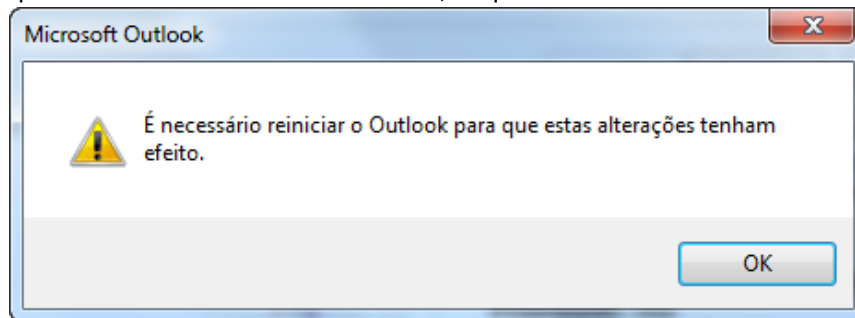 Microsoft Outlook
É necessário reiniciar o Outlook para que estas alterações tenham
efeito.
OK